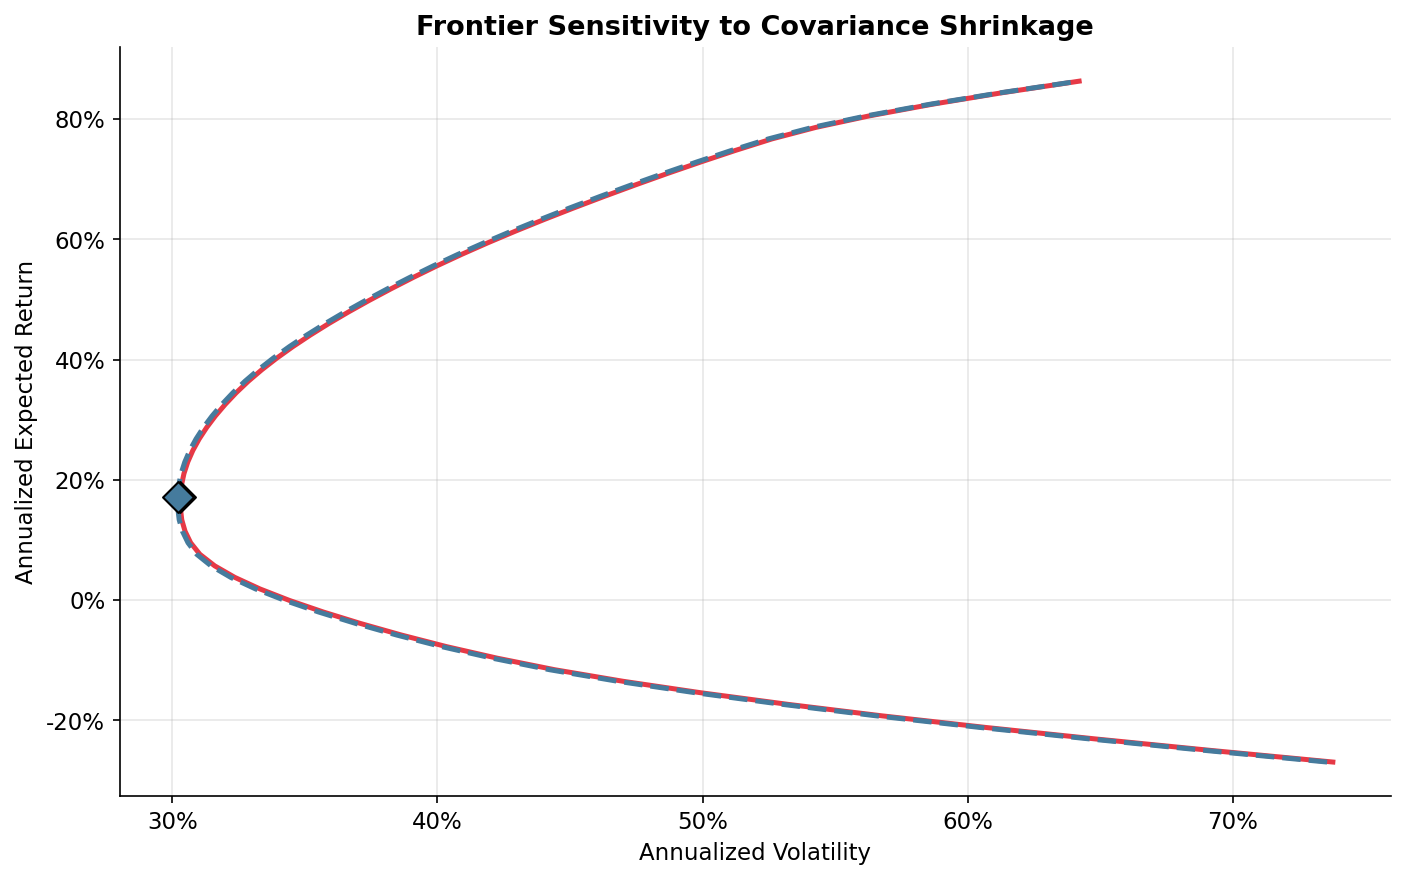 Frontier Sensitivity to Covariance Shrinkage
Annualized Expected Return
80%
60%
40%
20%
0%
-20%
30% 40% 50% 60% 70%
Annualized Volatility